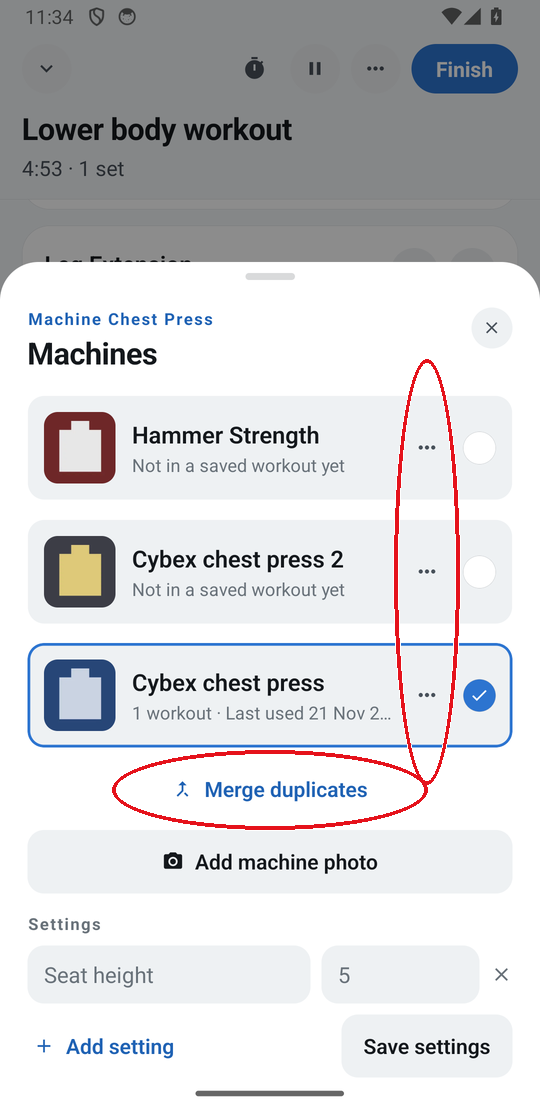 11:34
Finish
Lower body workout
4:53 · 1 set
Leg Extension
Machine Chest Press
Machines
Hammer Strength
Not in a saved workout yet
Cybex chest press 2
Not in a saved workout yet
Cybex chest press
1 workout · Last used 21 Nov 2...
Merge duplicates
Add machine photo
Settings
Seat height
5
+ Add setting
Save settings